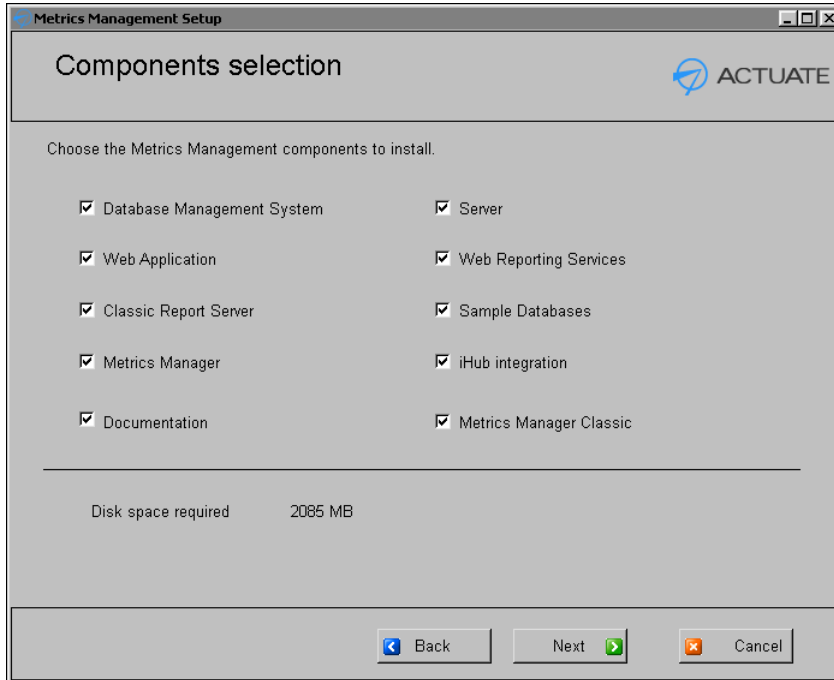 Metrics Management Setup
Components selection
ACTUATE
Choose the Metrics Management components to install.
Database Management System
Server
Web Application
Web Reporting Services
Classic Report Server
Sample Databases
Metrics Manager
iHub integration
Documentation
Metrics Manager Classic
Disk space required 2085 MB
Back
Next
Cancel